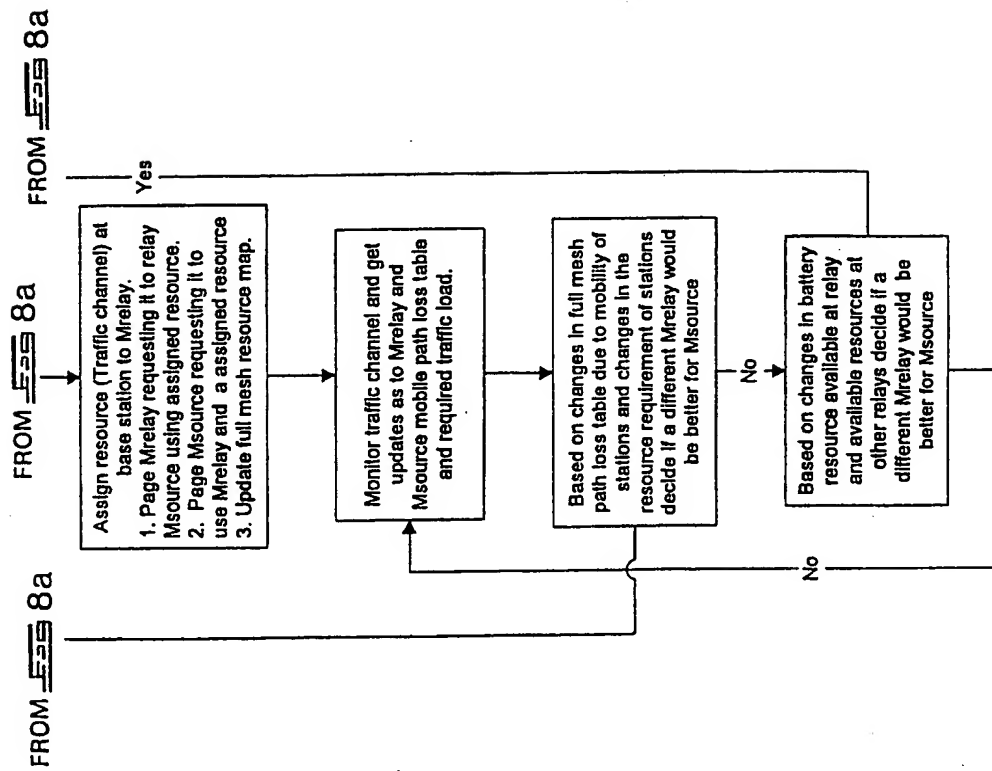 FROM Fig 8a
FROM Fig 8a
FROM Fig 8a
Assign resource (Traffic channel) at
base station to Mrelay.
1. Page Mrelay requesting it to relay
Msource using assigned resource.
2. Page Msource requesting it to
use Mrelay and a assigned resource
3. Update full mesh resource map.
Yes
Monitor traffic channel and get
updates as to Mrelay and
Msource mobile path loss table
and required traffic load.
Based on changes in full mesh
path loss table due to mobility of
stations and changes in the
resource requirement of stations
decide if a different Mrelay would
be better for Msource
No
No
Based on changes in battery
resource available at relay
and available resources at
other relays decide if a
different Mrelay would be
better for Msource